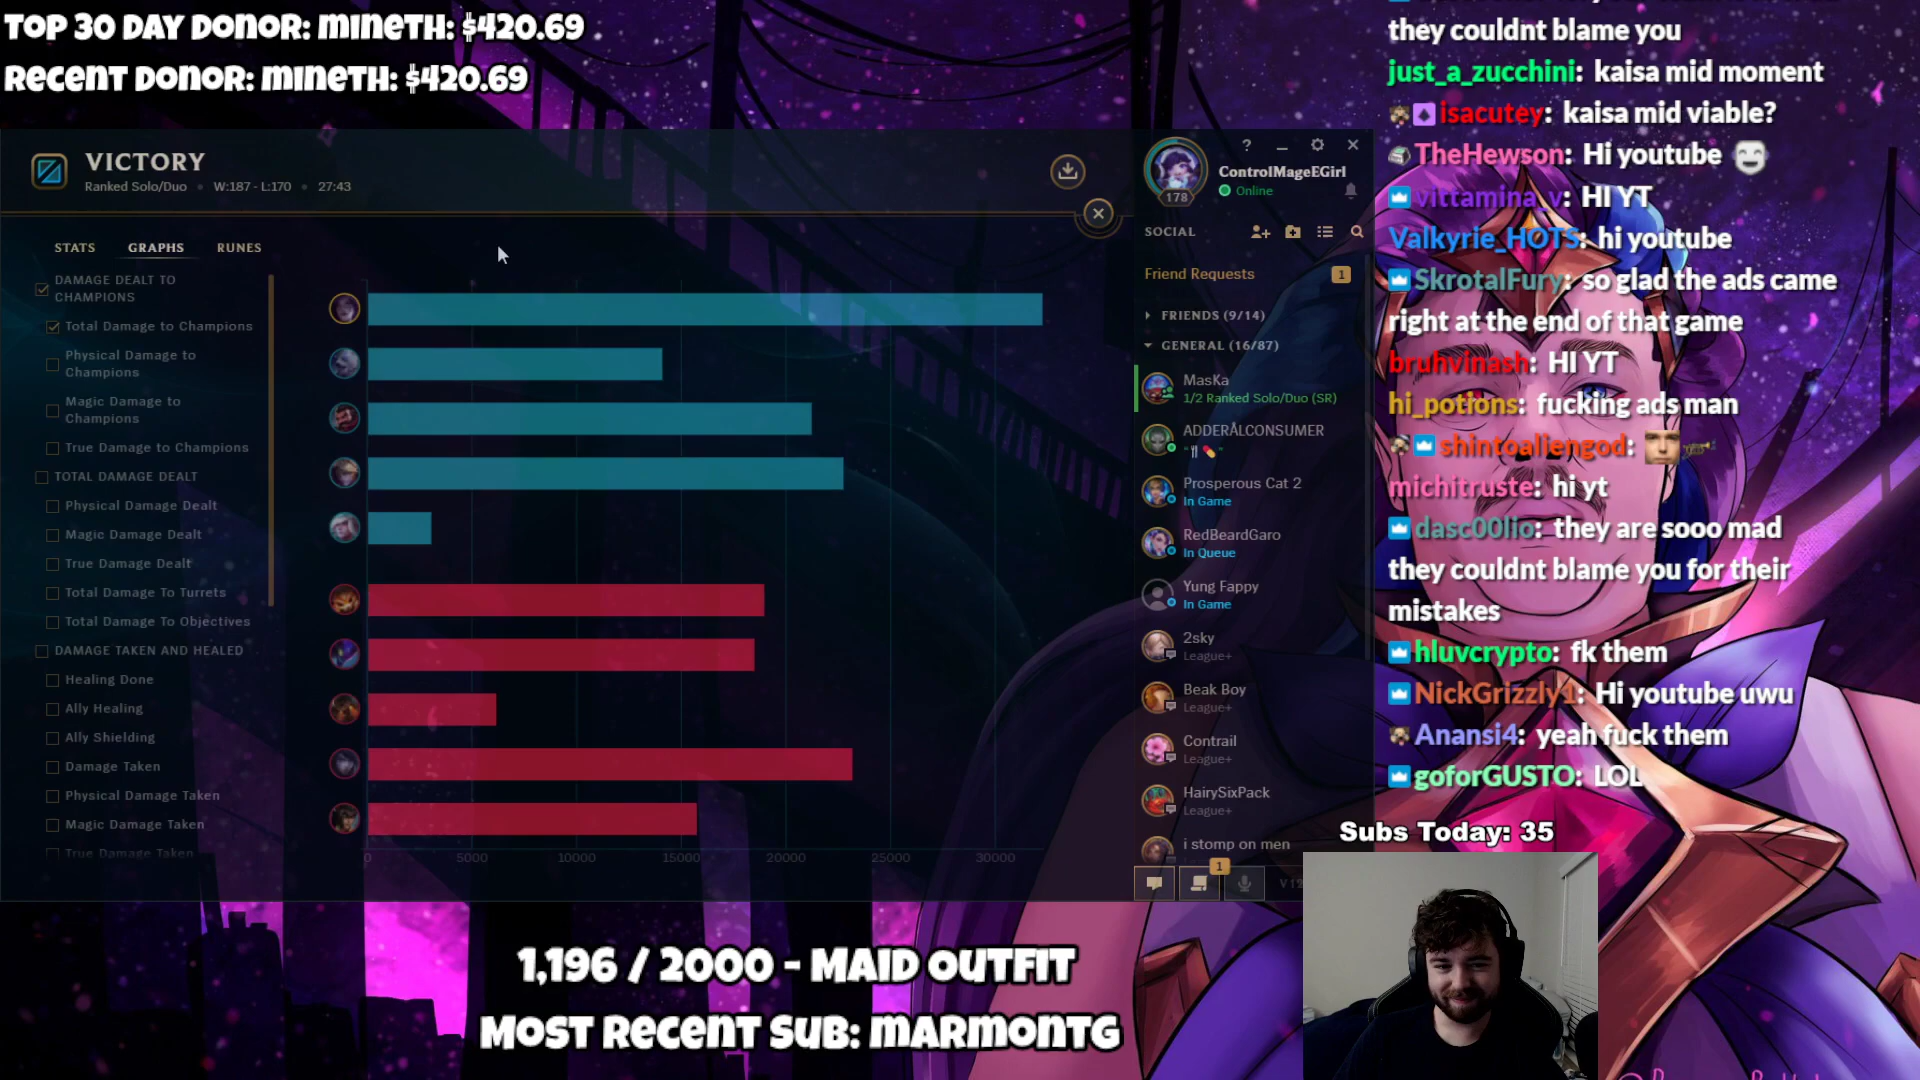 Top 30 Day Donor: mineth: $420.69
Recent Donor: mineth: $420.69
VICTORY
Ranked Solo/Duo • W:187 - L:170 • 27:43
STATS
GRAPHS
RUNES
DAMAGE DEALT TO
CHAMPIONS
Total Damage to Champions
Physical Damage to
Champions
Magic Damage to
Champions
True Damage to Champions
TOTAL DAMAGE DEALT
Physical Damage Dealt
Magic Damage Dealt
True Damage Dealt
Total Damage To Turrets
Total Damage To Objectives
DAMAGE TAKEN AND HEALED
Healing Done
Ally Healing
Ally Shielding
Damage Taken
Physical Damage Taken
Magic Damage Taken
True Damage Taken
0 5000 10000 15000 20000 25000 30000
ControlMageEGirl
Online
178
SOCIAL
Friend Requests 1
FRIENDS (9/14)
GENERAL (16/87)
MasKa
1/2 Ranked Solo/Duo (SR)
ADDERALCONSUMER
Prosperous Cat 2
In Game
RedBeardGaro
In Queue
Yung Fappy
In Game
2sky
League+
Beak Boy
League+
Contrail
League+
HairySixPack
League+
i stomp on men
1
V12
they couldnt blame you
just_a_zucchini: kaisa mid moment
isacutey: kaisa mid viable?
TheHewson: Hi youtube
vittamina_v: HI YT
Valkyrie_HOTS: hi youtube
SkrotalFury: so glad the ads came
right at the end of that game
bruhvinash: HI YT
hi_potions: fucking ads man
shintoaliengod:
michitruste: hi yt
dasc00lio: they are sooo mad
they couldnt blame you for their
mistakes
hluvcrypto: fk them
NickGrizzly1: Hi youtube uwu
Anansi4: yeah fuck them
goforGUSTO: LOL
Subs Today: 35
1,196 / 2000 - Maid Outfit
Most Recent Sub: marmontg